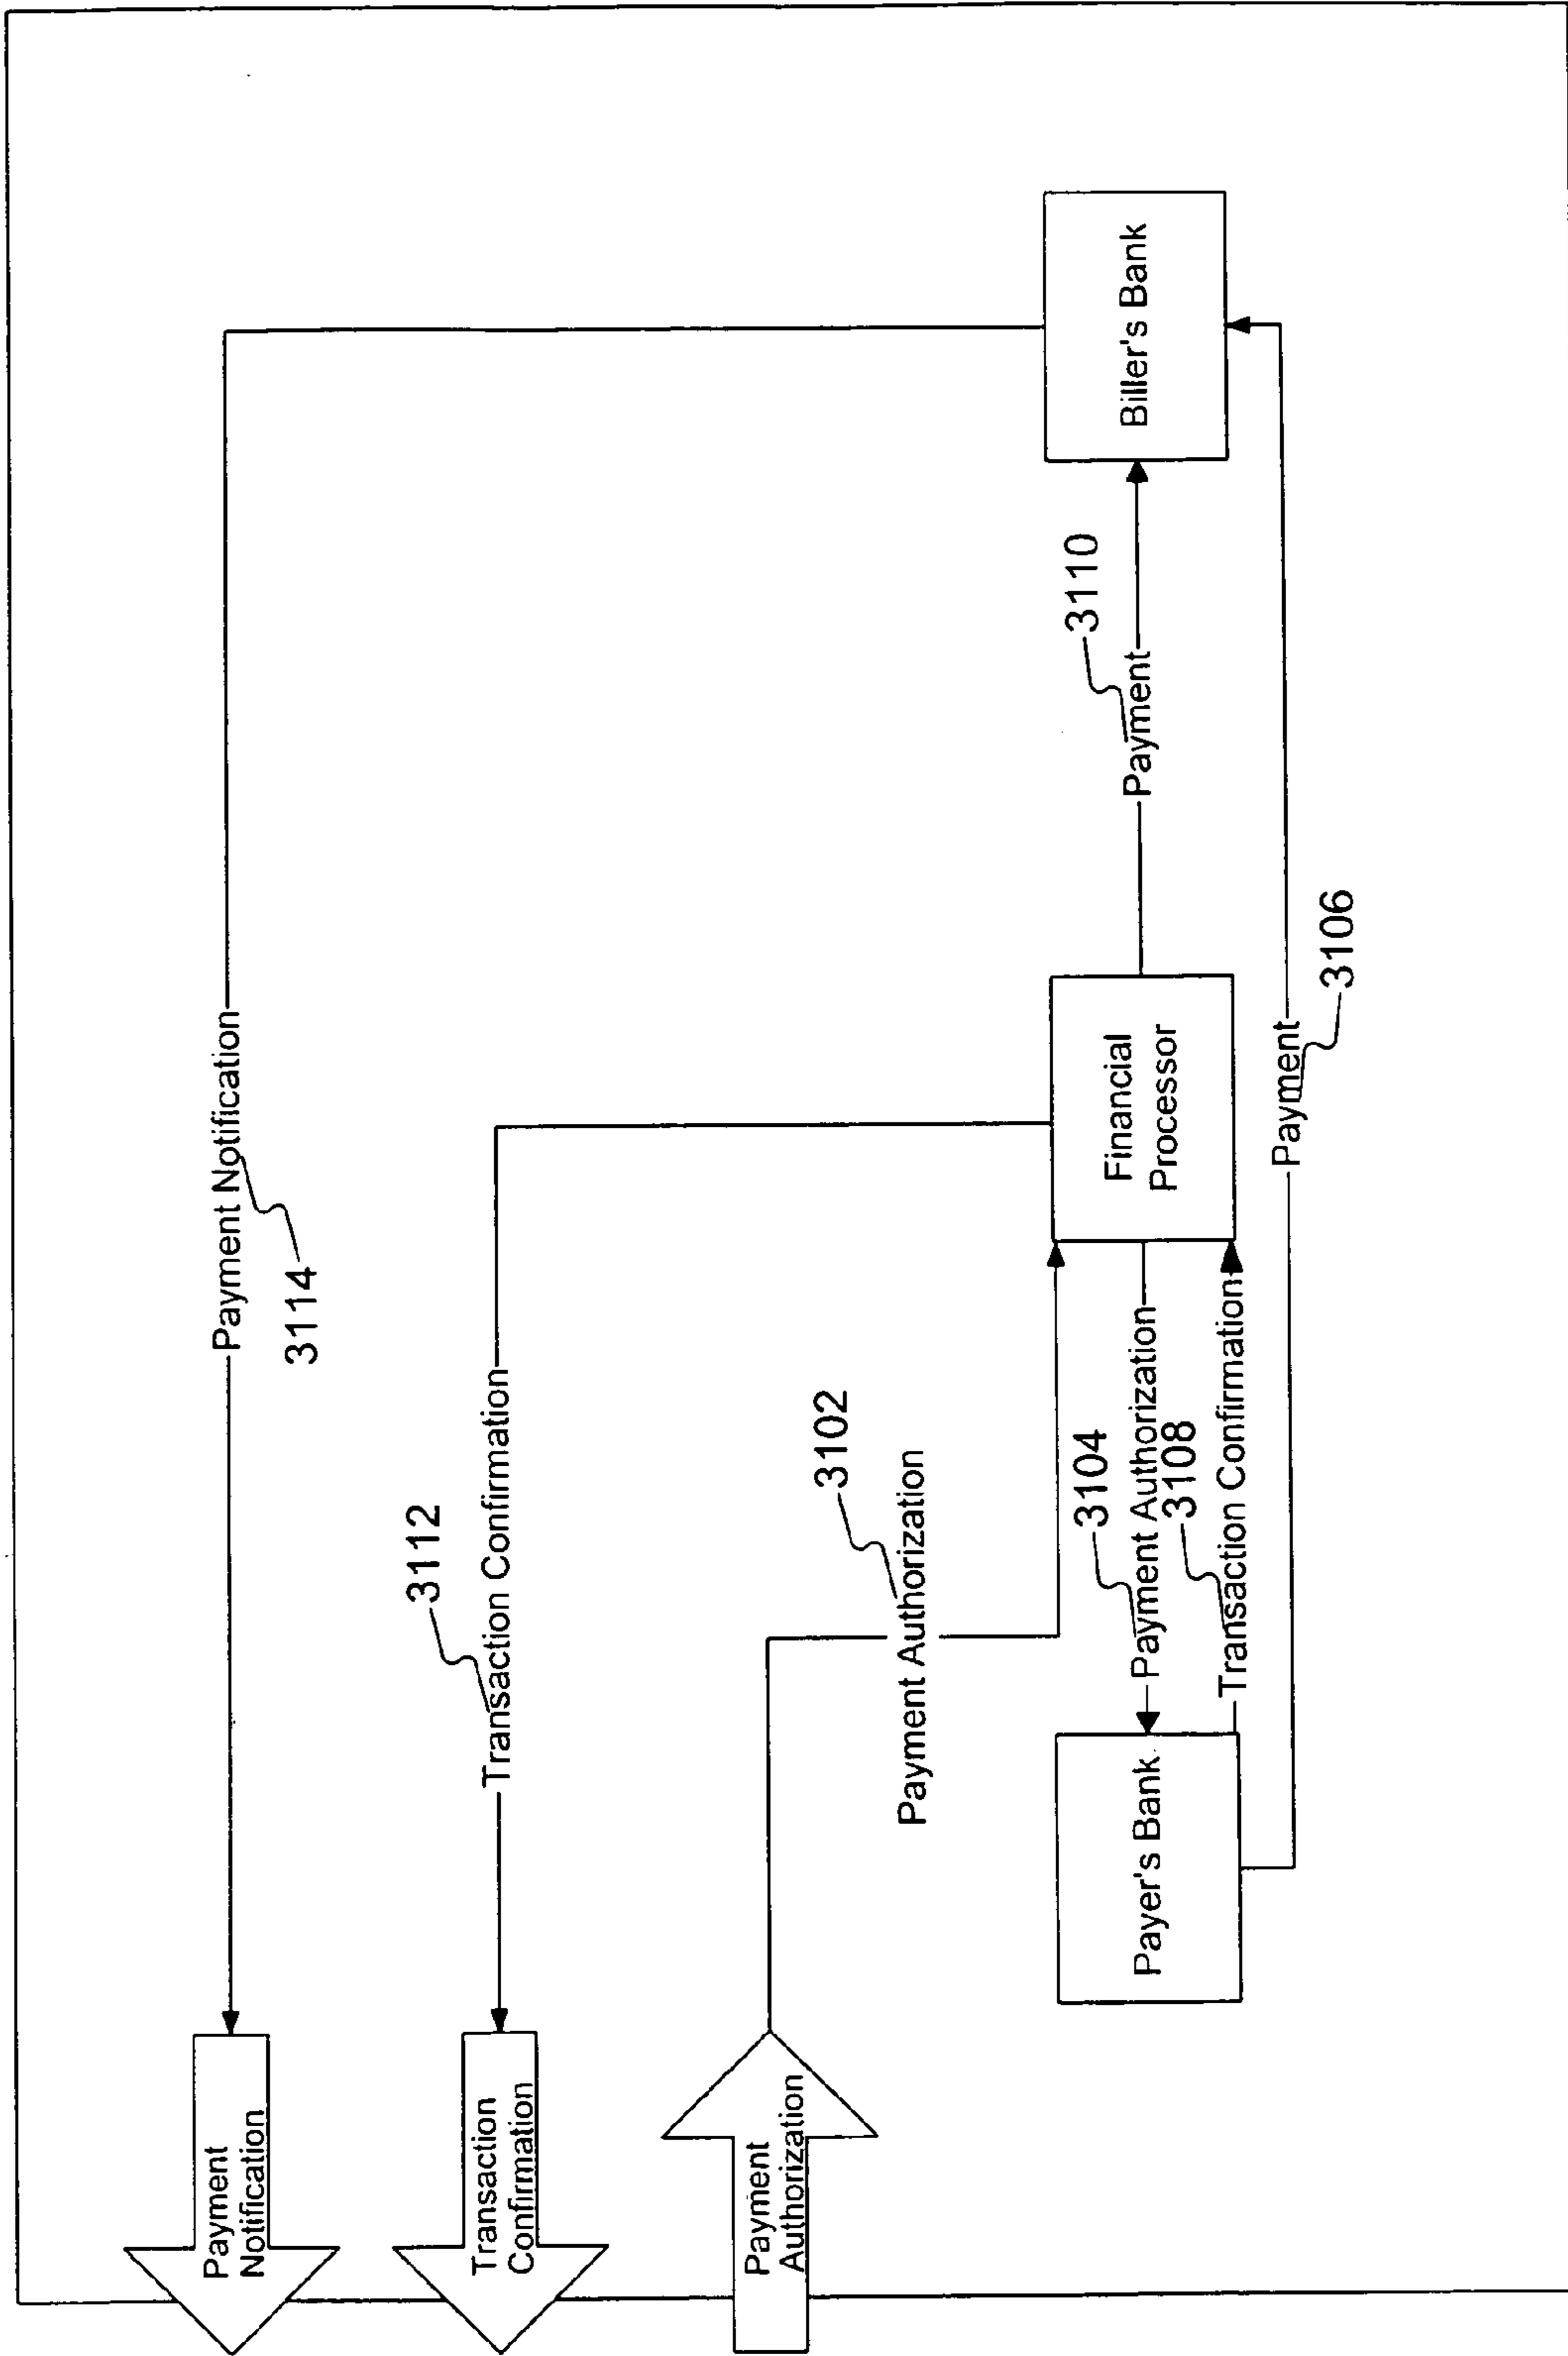 Payment Notification
3114
Payment
Notification
3112
Transaction Confirmation
Transaction
Confirmation
3102
Payment Authorization
Payment
Authorization
Biller's Bank
3110
Payment
Financial
Processor
3104
Payment Authorization
3108
Transaction Confirmation
Payer's Bank
Payment
3106